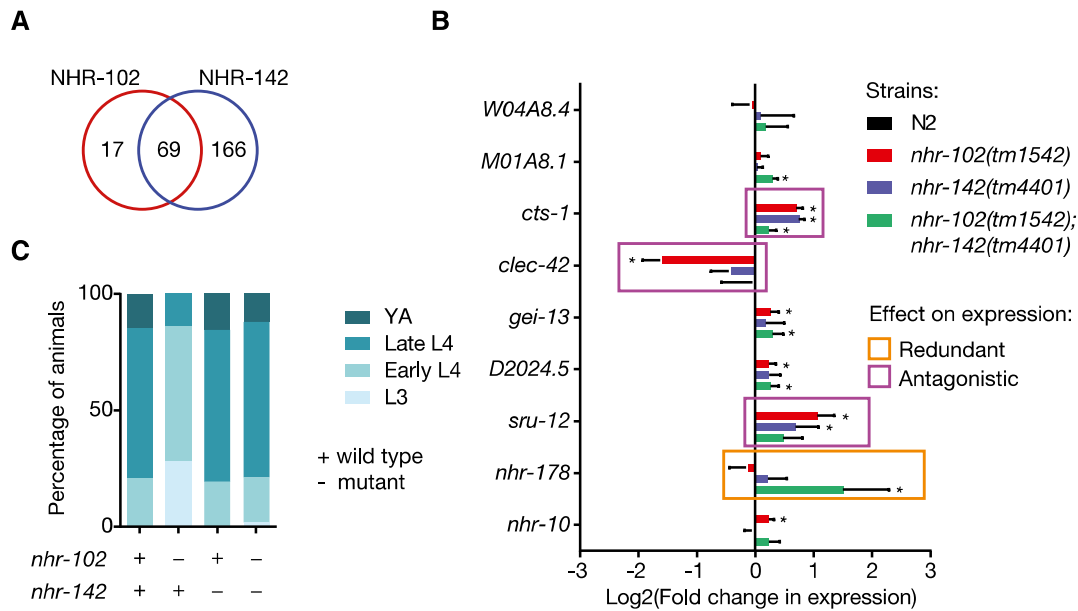 A
NHR-102
NHR-142
17
69
166
B
W04A8.4
M01A8.1
*
cts-1
*
*
*
clec-42
*
gei-13
*
*
D2024.5
*
*
sru-12
*
*
nhr-178
*
nhr-10
*
-3
-2
-1
0
1
2
3
Log2(Fold change in expression)
Strains:
N2
nhr-102(tm1542)
nhr-142(tm4401)
nhr-102(tm1542);
nhr-142(tm4401)
Effect on expression:
Redundant
Antagonistic
C
Percentage of animals
100
50
0
YA
Late L4
Early L4
L3
+ wild type
- mutant
nhr-102 + – + –
nhr-142 + + – –